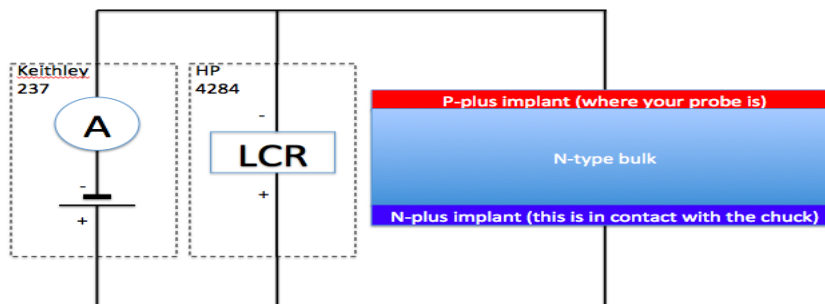 Keithley
237
A
-
+
HP
4284
-
LCR
+
P-plus implant (where your probe is)
N-type bulk
N-plus implant (this is in contact with the chuck)